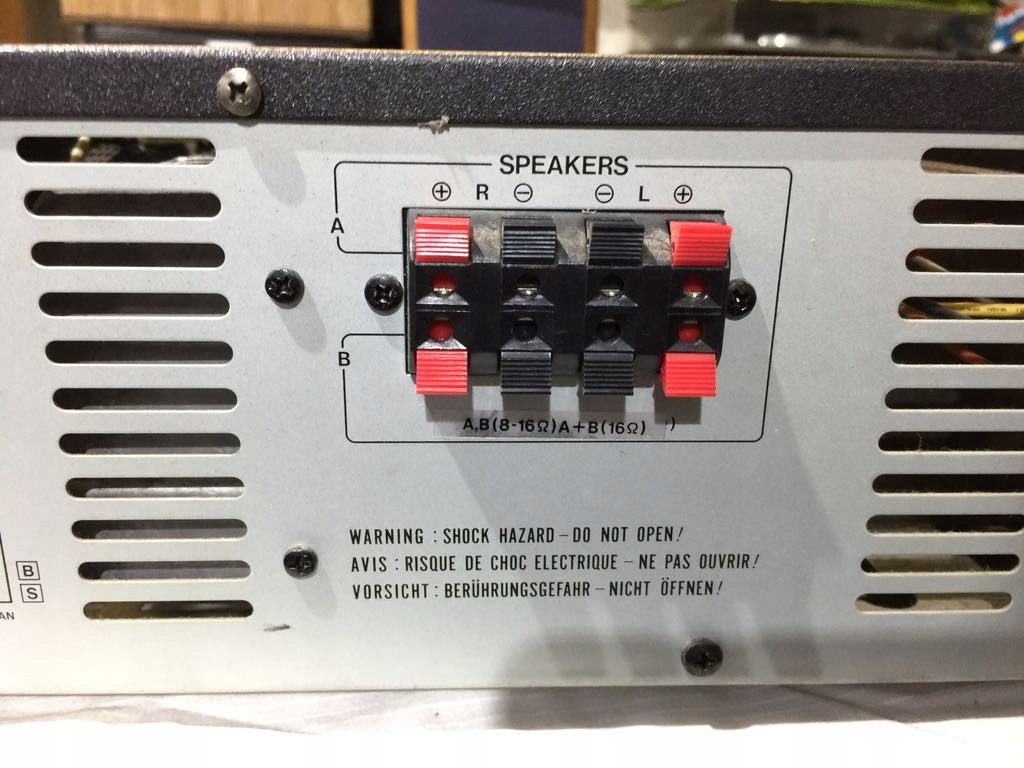 SPEAKERS
⊕ R ⊖ ⊖ L ⊕
A
B
A,B(8-16Ω)A+B(16Ω) )
WARNING : SHOCK HAZARD – DO NOT OPEN!
AVIS : RISQUE DE CHOC ELECTRIQUE – NE PAS OUVRIR!
VORSICHT : BERÜHRUNGSGEFAHR – NICHT ÖFFNEN!
B
S